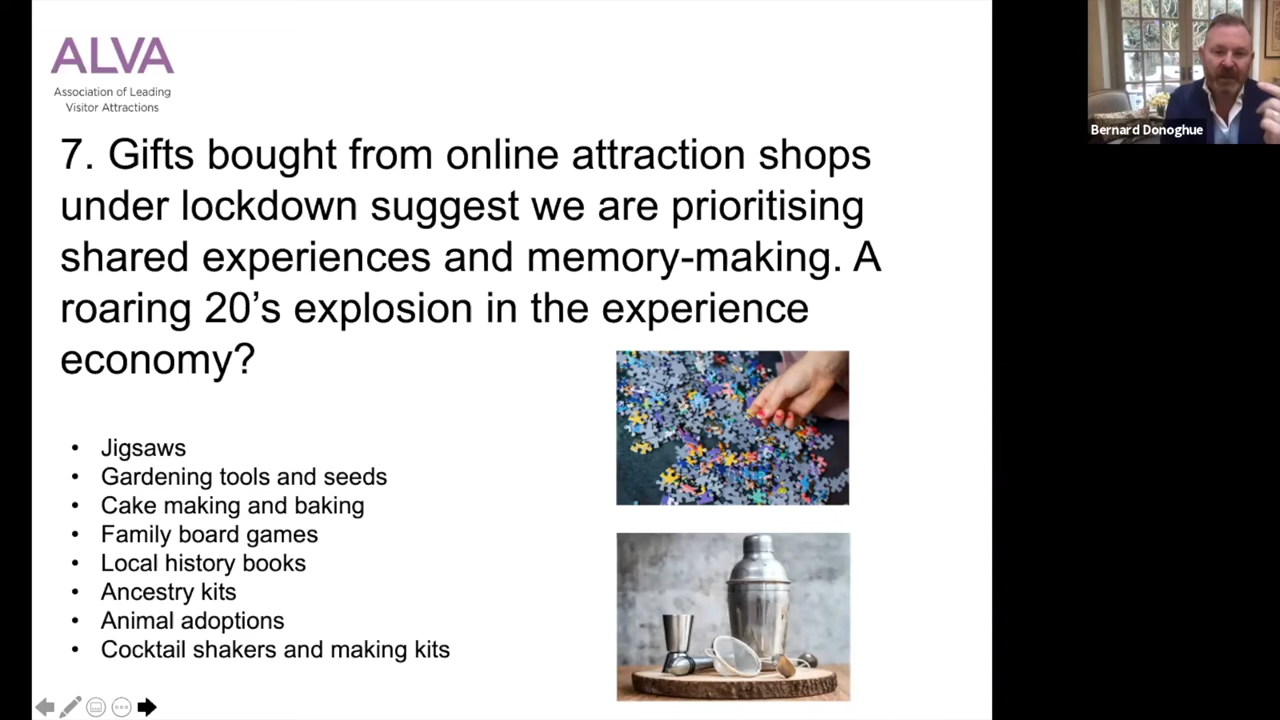 ALVA
Association of Leading
Visitor Attractions
7. Gifts bought from online attraction shops
under lockdown suggest we are prioritising
shared experiences and memory-making. A
roaring 20’s explosion in the experience
economy?
• Jigsaws
• Gardening tools and seeds
• Cake making and baking
• Family board games
• Local history books
• Ancestry kits
• Animal adoptions
• Cocktail shakers and making kits
Bernard Donoghue